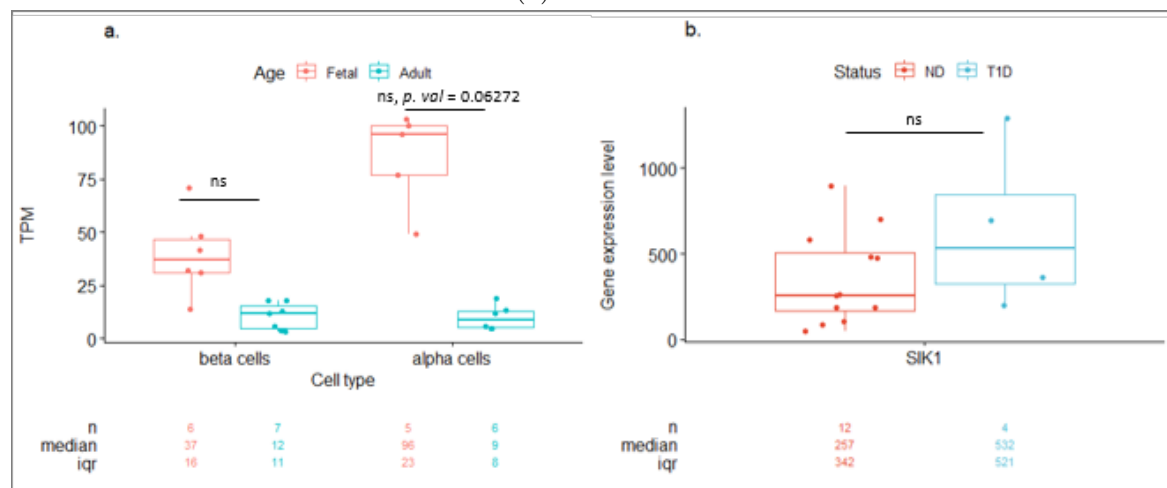 a.
Age Fetal Adult
ns, p. val = 0.06272
100
ns
75
TPM
50
25
0
beta cells alpha cells
Cell type
n 6 7 5 6
median 37 12 96 9
iqr 16 11 23 8
b.
Status ND T1D
ns
1000
Gene expression level
500
0
SIK1
n 12 4
median 257 532
iqr 342 521